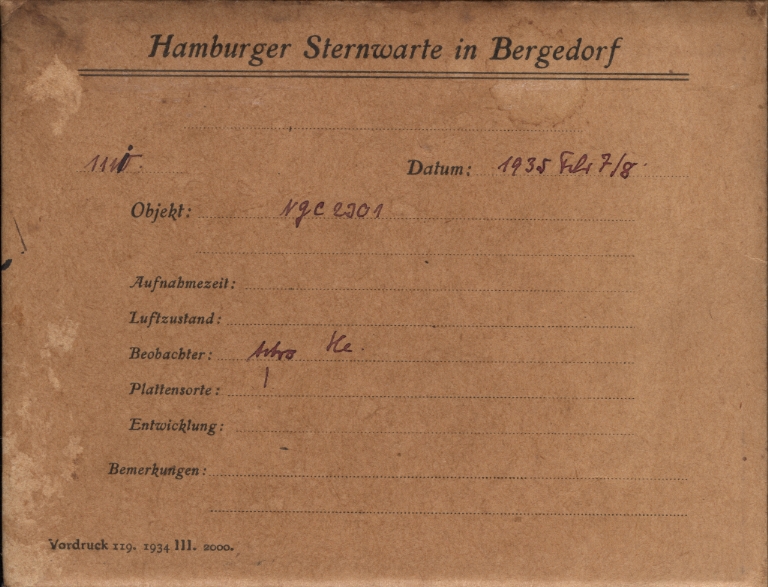 Hamburger Sternwarte in Bergedorf
Datum: 1935 Febr 7/8.
Objekt: NGC 2301
Aufnahmezeit:
Luftzustand:
Beobachter: He.
Plattensorte:
Entwicklung:
Bemerkungen:
Vordruck 119. 1934 III. 2000.